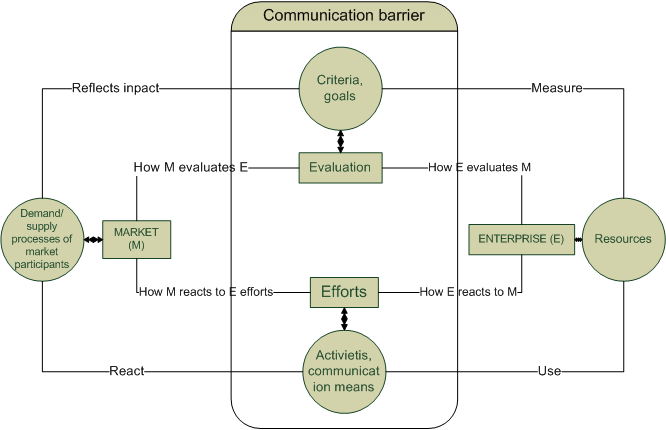 Communication barrier
Criteria,
goals
Reflects inpact
Measure
How M evaluates E
Evaluation
How E evaluates M
Demand/
supply
processes of
market
participants
MARKET
(M)
ENTERPRISE (E)
Resources
How M reacts to E efforts
Efforts
How E reacts to M
React
Activietis,
communicat
ion means
Use